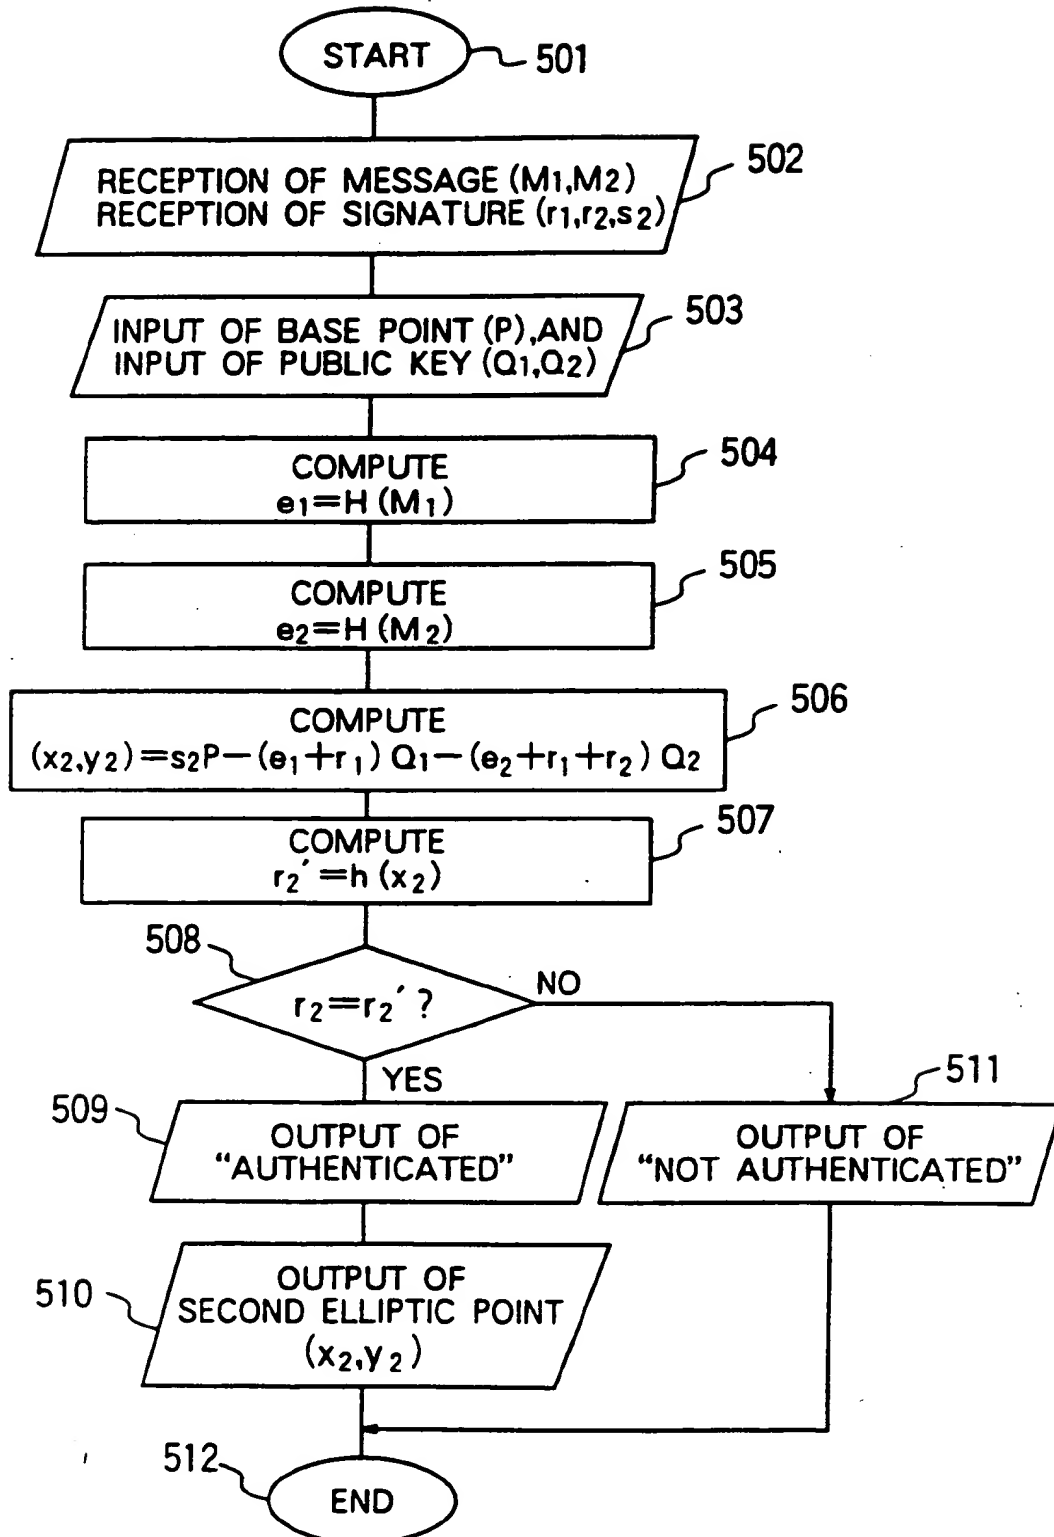 START
501
RECEPTION OF MESSAGE (M1,M2)
RECEPTION OF SIGNATURE (r1,r2,s2)
502
INPUT OF BASE POINT (P),AND
INPUT OF PUBLIC KEY (Q1,Q2)
503
COMPUTE
e1=H (M1)
504
COMPUTE
e2=H (M2)
505
COMPUTE
(x2,y2)=s2P-(e1+r1) Q1-(e2+r1+r2) Q2
506
COMPUTE
r2'=h (x2)
507
508
r2=r2' ?
NO
YES
509
OUTPUT OF
“AUTHENTICATED”
511
OUTPUT OF
“NOT AUTHENTICATED”
510
OUTPUT OF
SECOND ELLIPTIC POINT
(x2,y2)
512
END